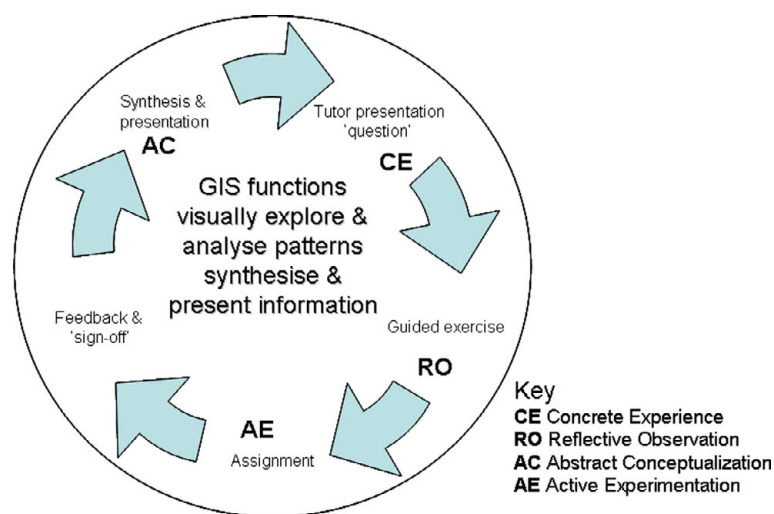 Synthesis &
presentation
AC
Tutor presentation
'question'
CE
GIS functions
visually explore &
analyse patterns
synthesise &
present information
Guided exercise
RO
AE
Assignment
Feedback &
'sign-off'
Key
CE Concrete Experience
RO Reflective Observation
AC Abstract Conceptualization
AE Active Experimentation